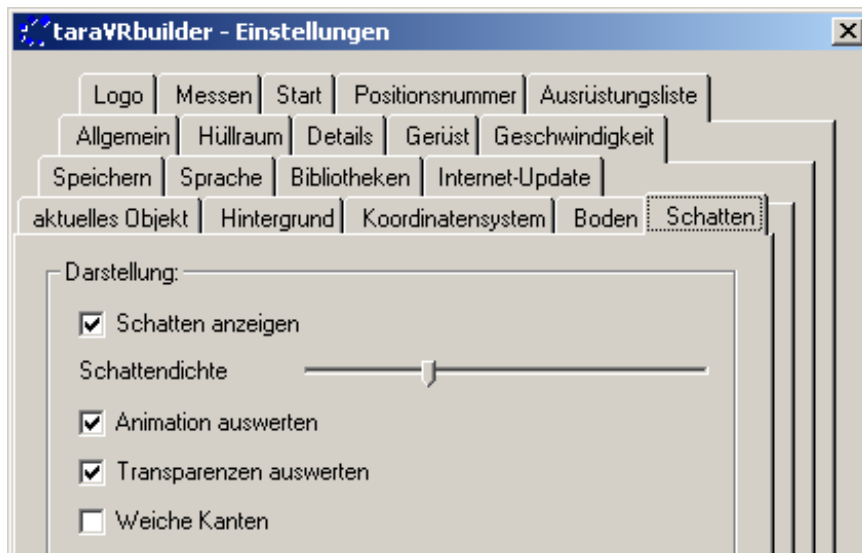 taraVRbuilder - Einstellungen
Logo Messen Start Positionsnummer Ausrüstungsliste
Allgemein Hüllraum Details Gerüst Geschwindigkeit
Speichern Sprache Bibliotheken Internet-Update
aktuelles Objekt Hintergrund Koordinatensystem Boden Schatten
Darstellung:
Schatten anzeigen
Schattendichte
Animation auswerten
Transparenzen auswerten
Weiche Kanten